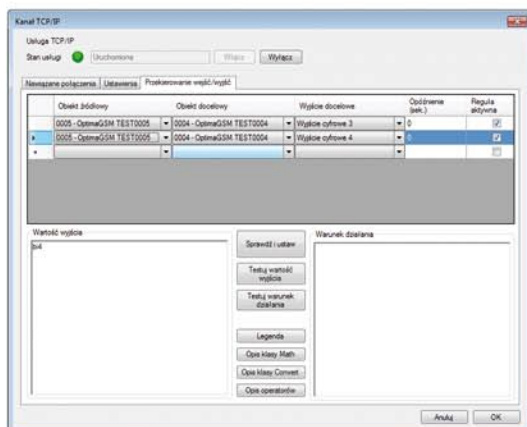 Kanał TCP/IP
Usługa TCP/IP
Stan usługi Uruchomione Włącz Wyłącz
Nawiązane połączenia Ustawienia Przekierowanie wejść/wyjść
Obiekt źródłowy Obiekt docelowy Wyjście docelowe Opóźnienie (sek.) Reguła aktywna
0005 - OptimaGSM TEST0005 0004 - OptimaGSM TEST0004 Wyjście cyfrowe 3 0
0005 - OptimaGSM TEST0005 0004 - OptimaGSM TEST0004 Wyjście cyfrowe 4 0
Wartość wyjścia
Warunek działania
Sprawdź i ustaw
Testuj wartość
wyjścia
Testuj warunek
działania
Legenda
Opis klasy Math
Opis klasy Convert
Opis operatorów
Anuluj OK